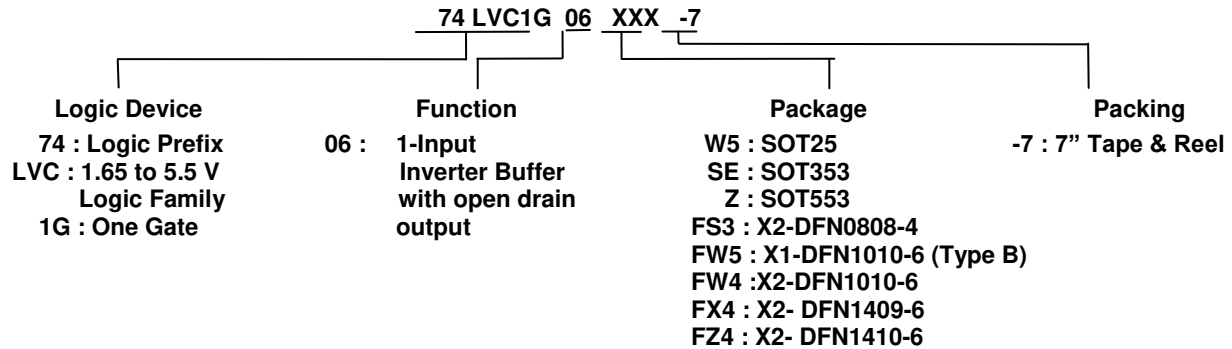 74 LVC1G 06 XXX -7
Logic Device
74 : Logic Prefix
LVC : 1.65 to 5.5 V
Logic Family
1G : One Gate
Function
06 : 1-Input
Inverter Buffer
with open drain
output
Package
W5 : SOT25
SE : SOT353
Z : SOT553
FS3 : X2-DFN0808-4
FW5 : X1-DFN1010-6 (Type B)
FW4 :X2-DFN1010-6
FX4 : X2- DFN1409-6
FZ4 : X2- DFN1410-6
Packing
-7 : 7” Tape & Reel